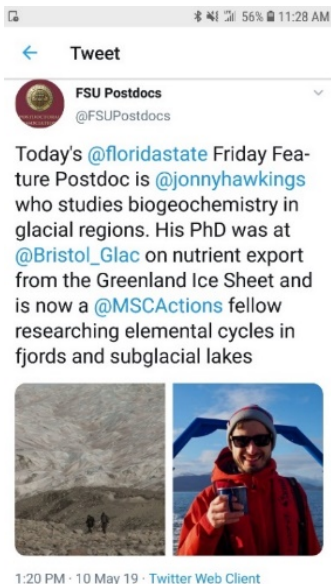 56% 11:28 AM
Tweet
FSU Postdocs
@FSUPostdocs
Today's @floridastate Friday Fea-
ture Postdoc is @jonnyhawkings
who studies biogeochemistry in
glacial regions. His PhD was at
@Bristol_Glac on nutrient export
from the Greenland Ice Sheet and
is now a @MSCActions fellow
researching elemental cycles in
fjords and subglacial lakes
1:20 PM · 10 May 19 · Twitter Web Client